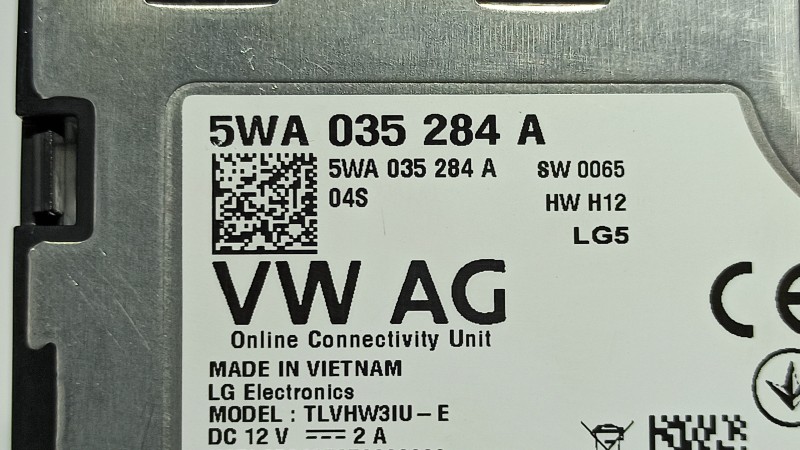 5WA 035 284 A
5WA 035 284 A SW 0065
04S HW H12
LG5
VW AG
Online Connectivity Unit
MADE IN VIETNAM
LG Electronics
MODEL : TLVHW3IU-E
DC 12 V ⎓ 2 A
CE